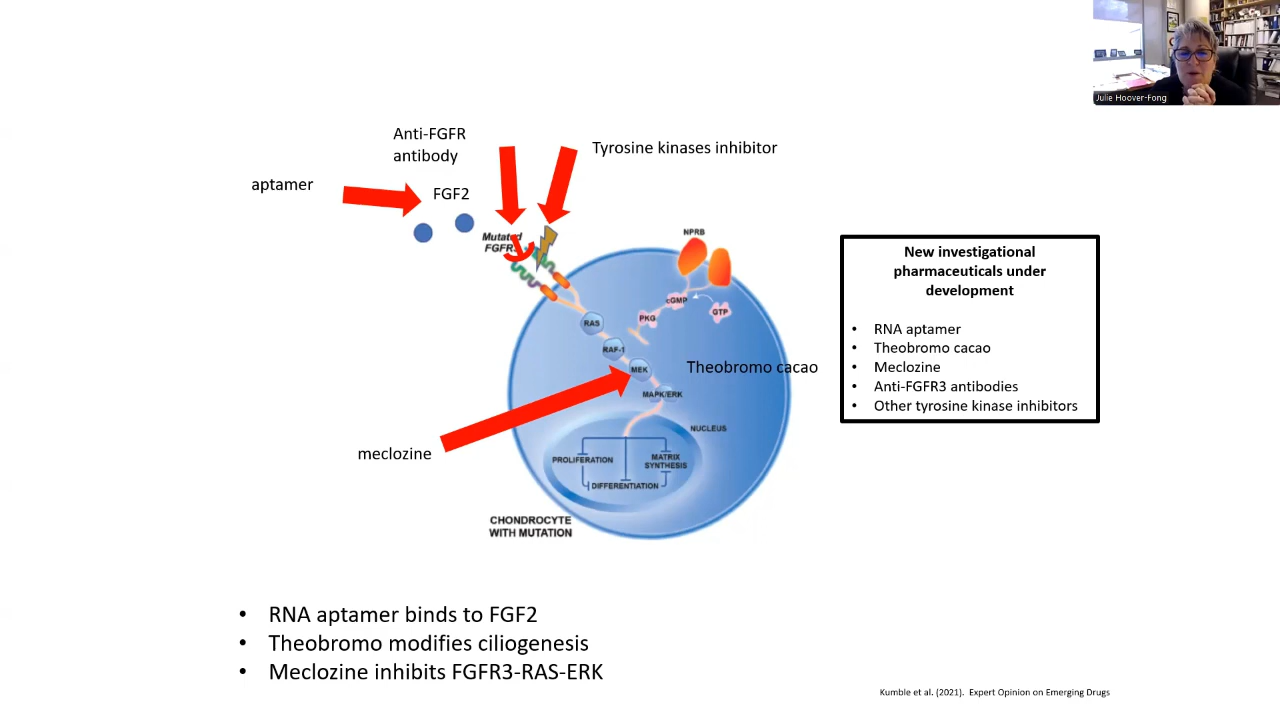 Julie Hoover-Fong
Anti-FGFR
antibody
Tyrosine kinases inhibitor
aptamer
FGF2
Mutated
FGFR3
NPRB
cGMP
GTP
PKG
RAS
RAF-1
MEK
MAPK/ERK
Theobromo cacao
meclozine
NUCLEUS
PROLIFERATION
MATRIX
SYNTHESIS
DIFFERENTIATION
CHONDROCYTE
WITH MUTATION
New investigational
pharmaceuticals under
development
• RNA aptamer
• Theobromo cacao
• Meclozine
• Anti-FGFR3 antibodies
• Other tyrosine kinase inhibitors
• RNA aptamer binds to FGF2
• Theobromo modifies ciliogenesis
• Meclozine inhibits FGFR3-RAS-ERK
Kumble et al. (2021). Expert Opinion on Emerging Drugs